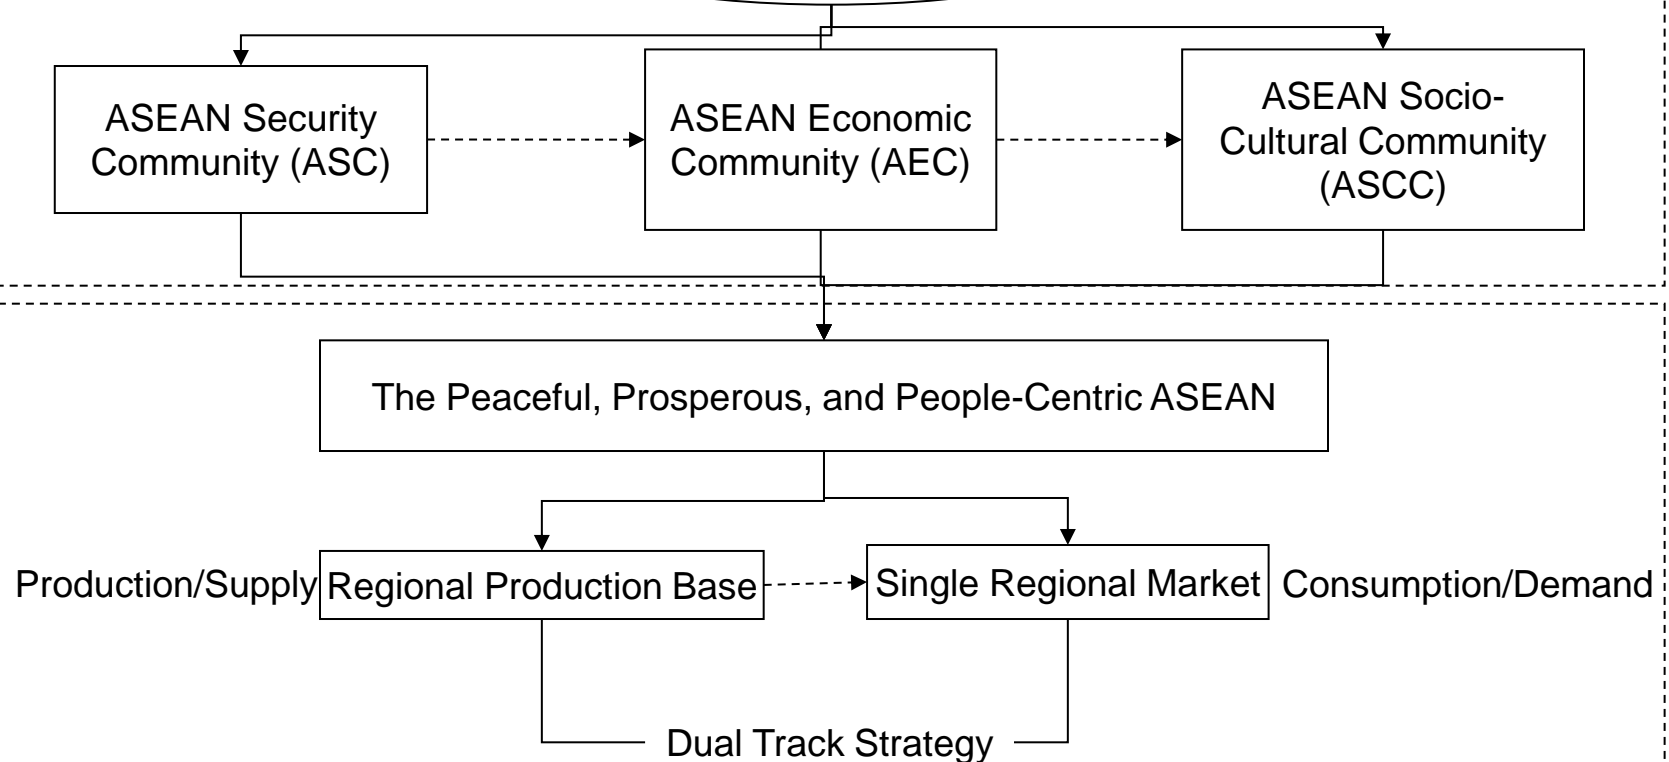 ASEAN Security
Community (ASC)
ASEAN Economic
Community (AEC)
ASEAN Socio-
Cultural Community
(ASCC)
The Peaceful, Prosperous, and People-Centric ASEAN
Production/Supply
Regional Production Base
Single Regional Market
Consumption/Demand
Dual Track Strategy